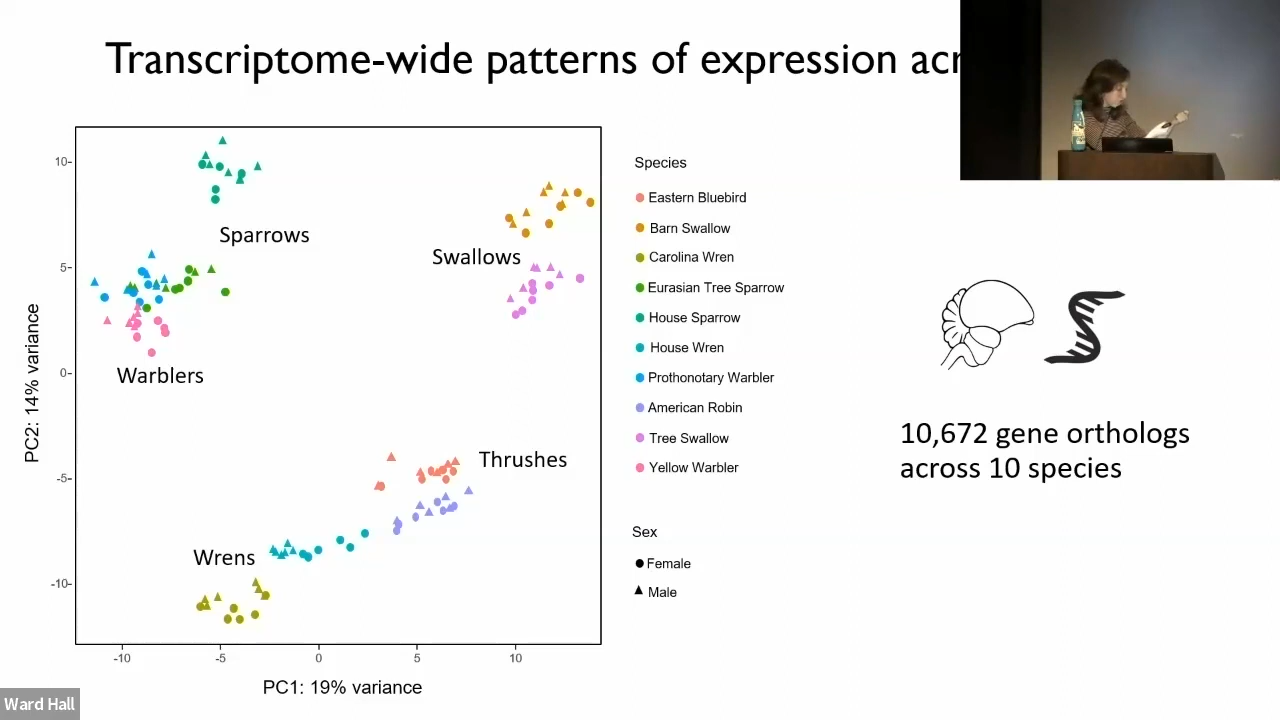 Transcriptome-wide patterns of expression acr
10-
5-
0-
-5-
-10-
-10
-5
0
5
10
PC2: 14% variance
PC1: 19% variance
Sparrows
Swallows
Warblers
Thrushes
Wrens
Species
Eastern Bluebird
Barn Swallow
Carolina Wren
Eurasian Tree Sparrow
House Sparrow
House Wren
Prothonotary Warbler
American Robin
Tree Swallow
Yellow Warbler
Sex
Female
Male
10,672 gene orthologs
across 10 species
Ward Hall